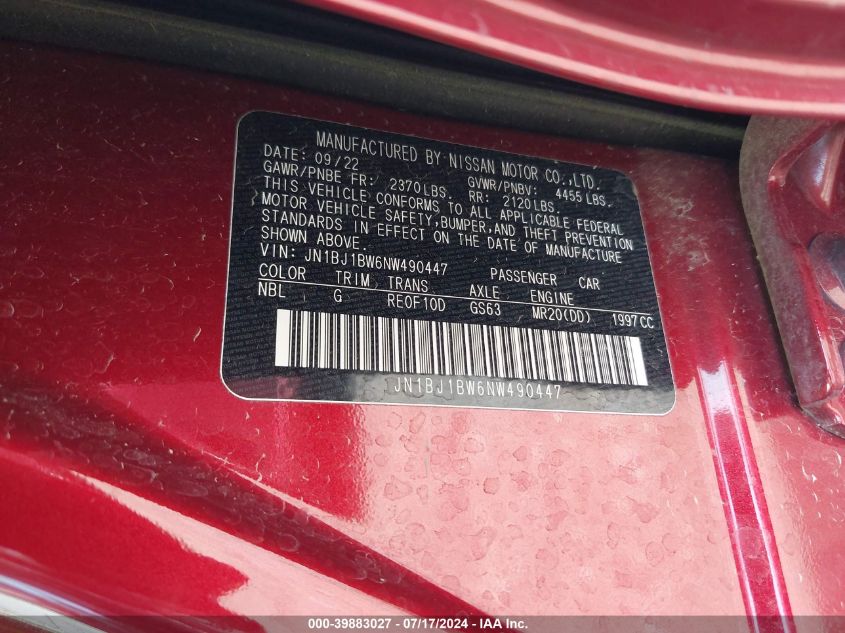 MANUFACTURED BY NISSAN MOTOR CO.,LTD.
DATE: 09/22 GVWR/PNBV: 4455 LBS.
GAWR/PNBE FR: 2370LBS. RR: 2120LBS.
THIS VEHICLE CONFORMS TO ALL APPLICABLE FEDERAL
MOTOR VEHICLE SAFETY, BUMPER, AND THEFT PREVENTION
STANDARDS IN EFFECT ON THE DATE OF MANUFACTURE
SHOWN ABOVE.
VIN: JN1BJ1BW6NW490447 PASSENGER CAR
COLOR TRIM TRANS AXLE ENGINE
NBL G RE0F10D GS63 MR20(DD) 1997CC
JN1BJ1BW6NW490447
000-39883027 - 07/17/2024 - IAA Inc.